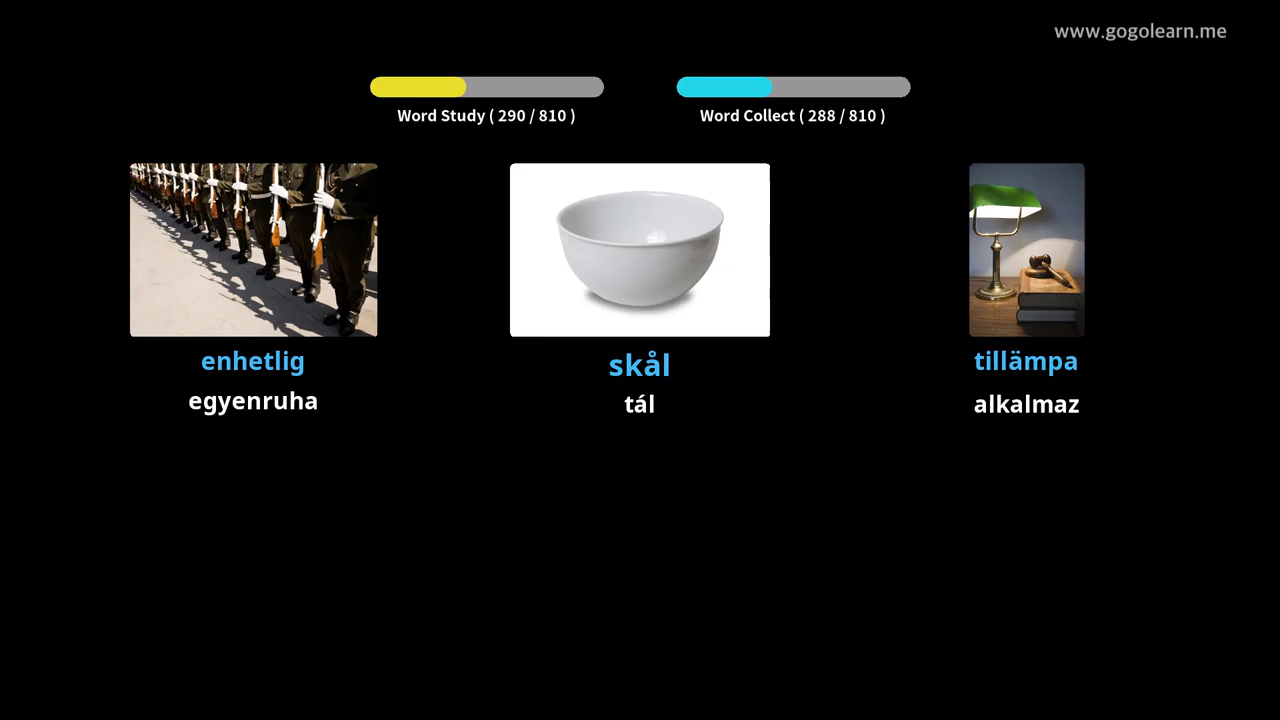 www.gogolearn.me
Word Study ( 290 / 810 )
Word Collect ( 288 / 810 )
enhetlig
egyenruha
skål
tál
tillämpa
alkalmaz